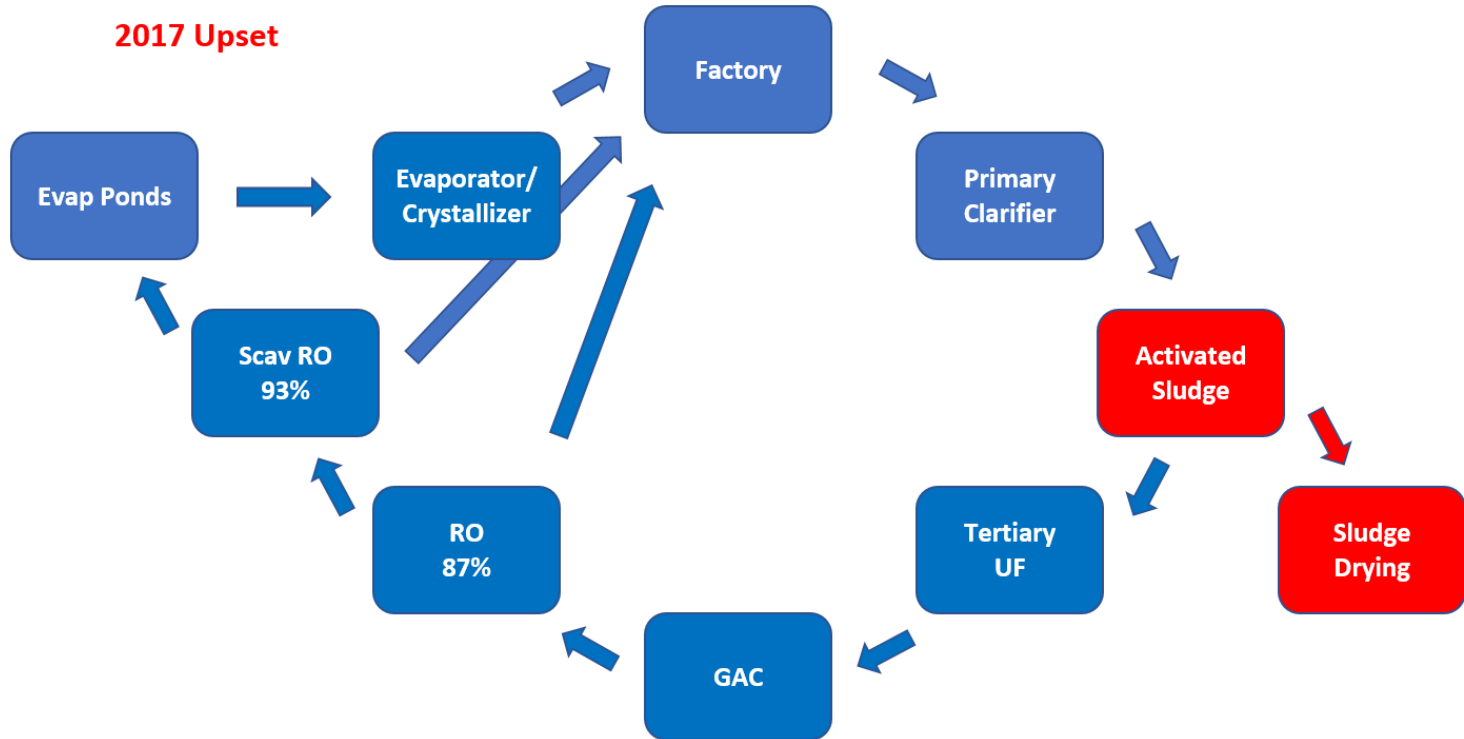 2017 Upset
Factory
Evap Ponds
Evaporator/
Crystallizer
Primary
Clarifier
Scav RO
93%
Activated
Sludge
RO
87%
Tertiary
UF
Sludge
Drying
GAC